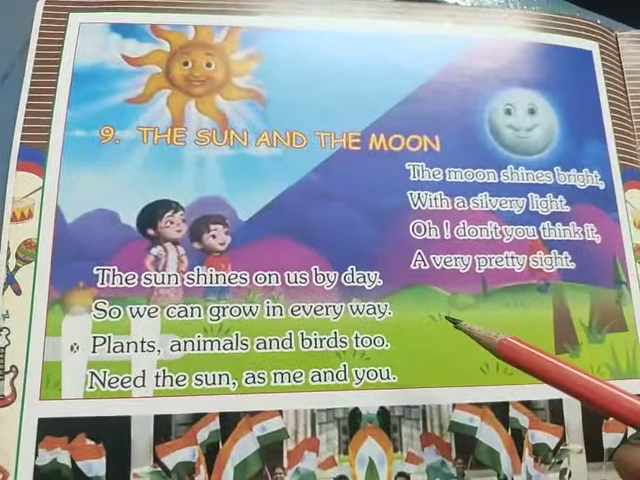 9. THE SUN AND THE MOON
The sun shines on us by day.
So we can grow in every way.
Plants, animals and birds too.
Need the sun, as me and you.
The moon shines bright,
With a silvery light.
Oh ! don't you think it,
A very pretty sight.